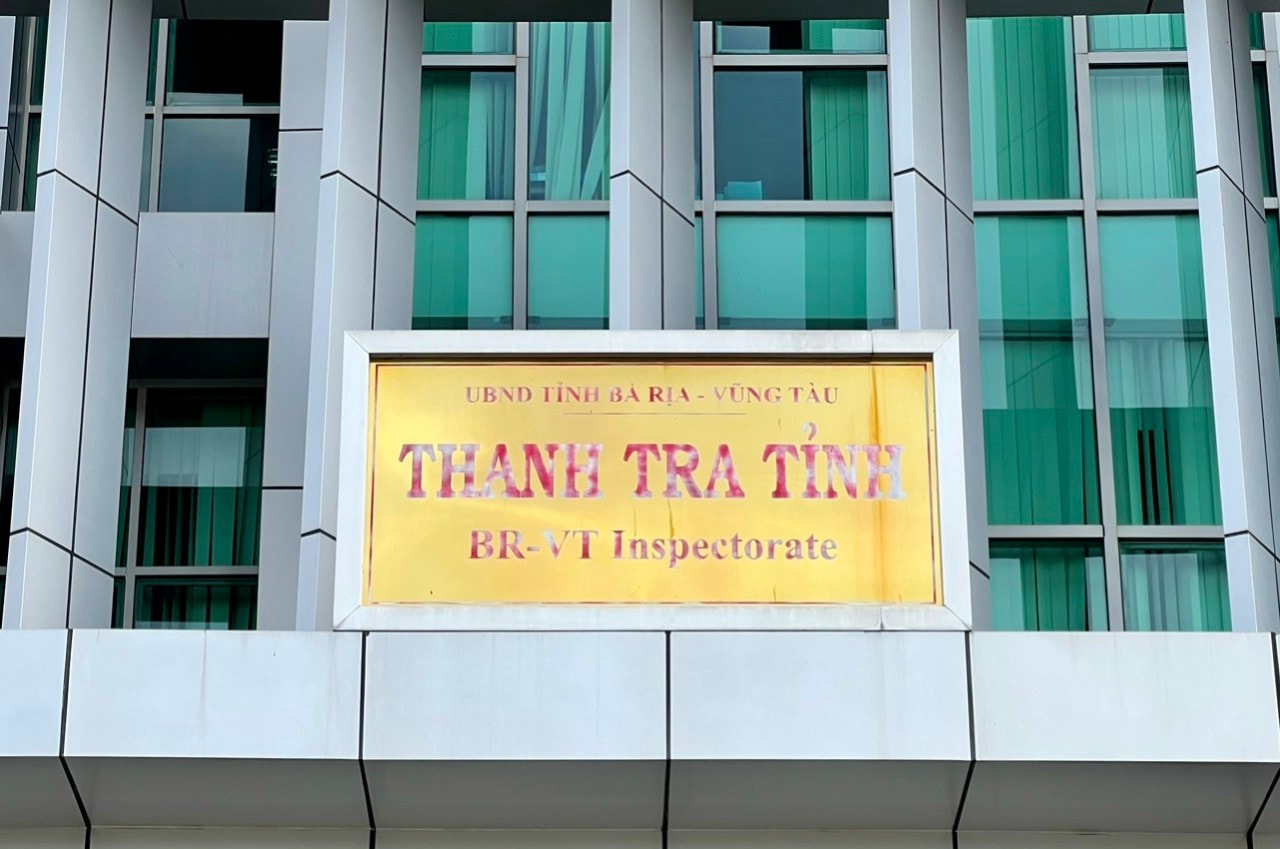 UBND TỈNH BÀ RỊA - VŨNG TÀU
THANH TRA TỈNH
BR-VT Inspectorate